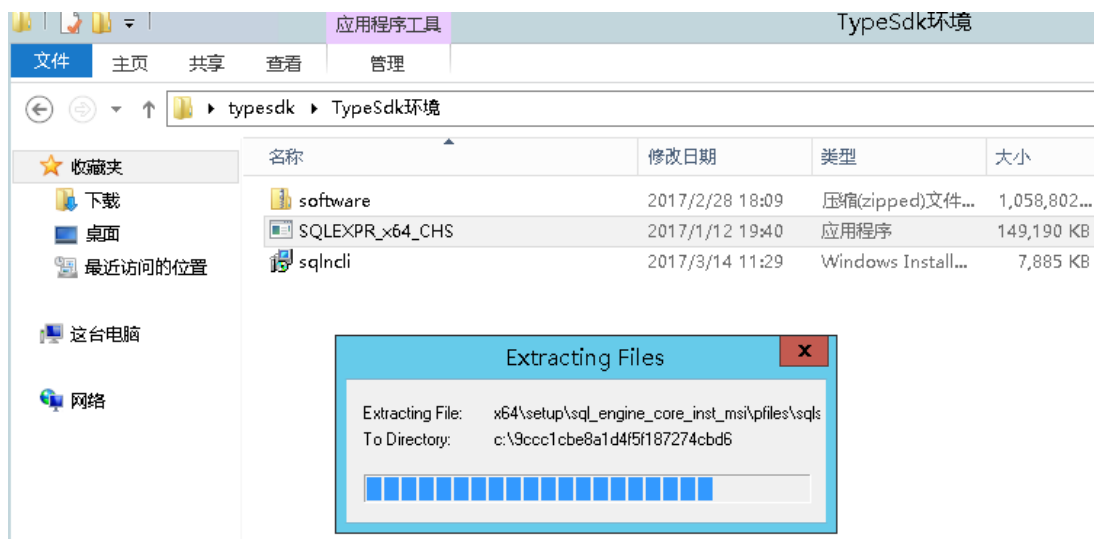 应用程序工具 TypeSdk环境
文件 主页 共享 查看 管理
typesdk TypeSdk环境
名称 修改日期 类型 大小
收藏夹
下载
桌面
最近访问的位置
这台电脑
网络
software 2017/2/28 18:09 压缩(zipped)文件... 1,058,802...
SQLEXPR_x64_CHS 2017/1/12 19:40 应用程序 149,190 KB
sqlncli 2017/3/14 11:29 Windows Install... 7,885 KB
Extracting Files x
Extracting File: x64\setup\sql_engine_core_inst_msi\pfiles\sqls
To Directory: c:\9ccc1cbe8a1d4f5f187274cbd6